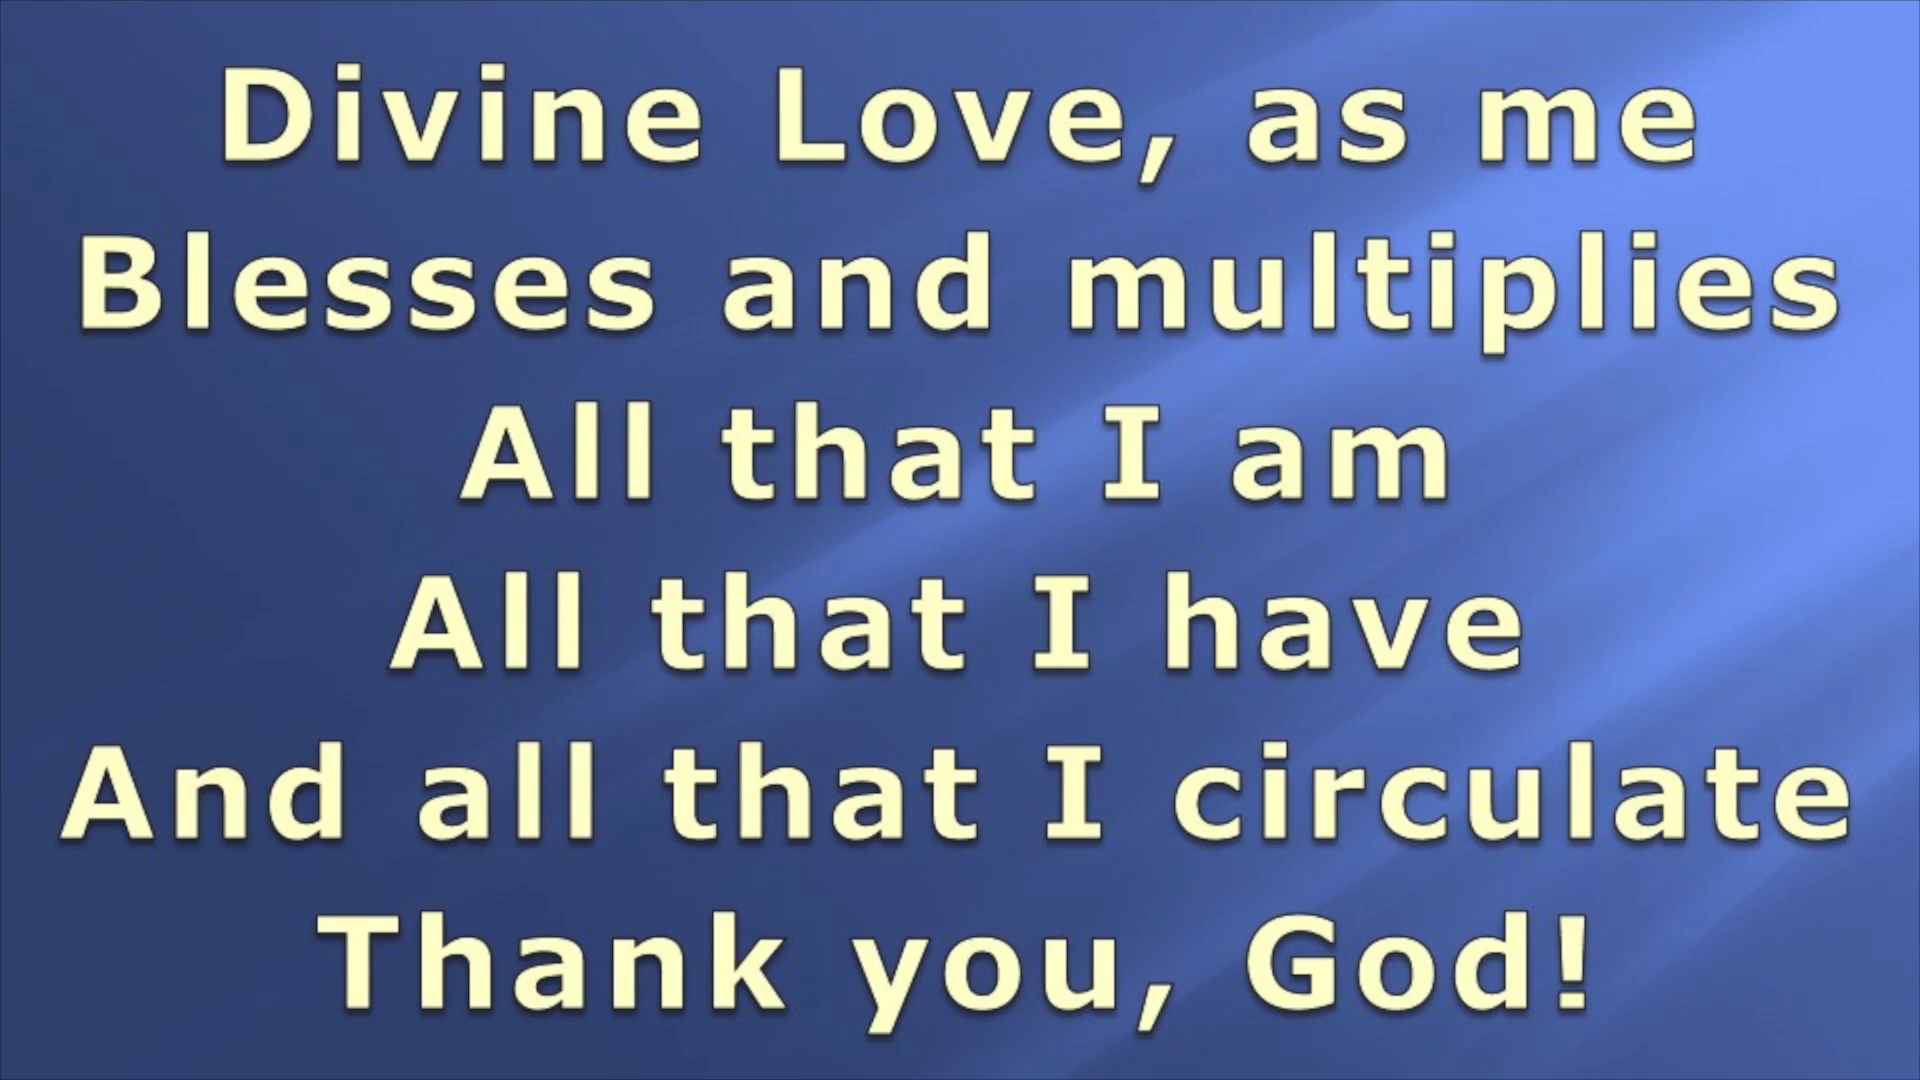 Divine Love, as me
Blesses and multiplies
All that I am
All that I have
And all that I circulate
Thank you, God!